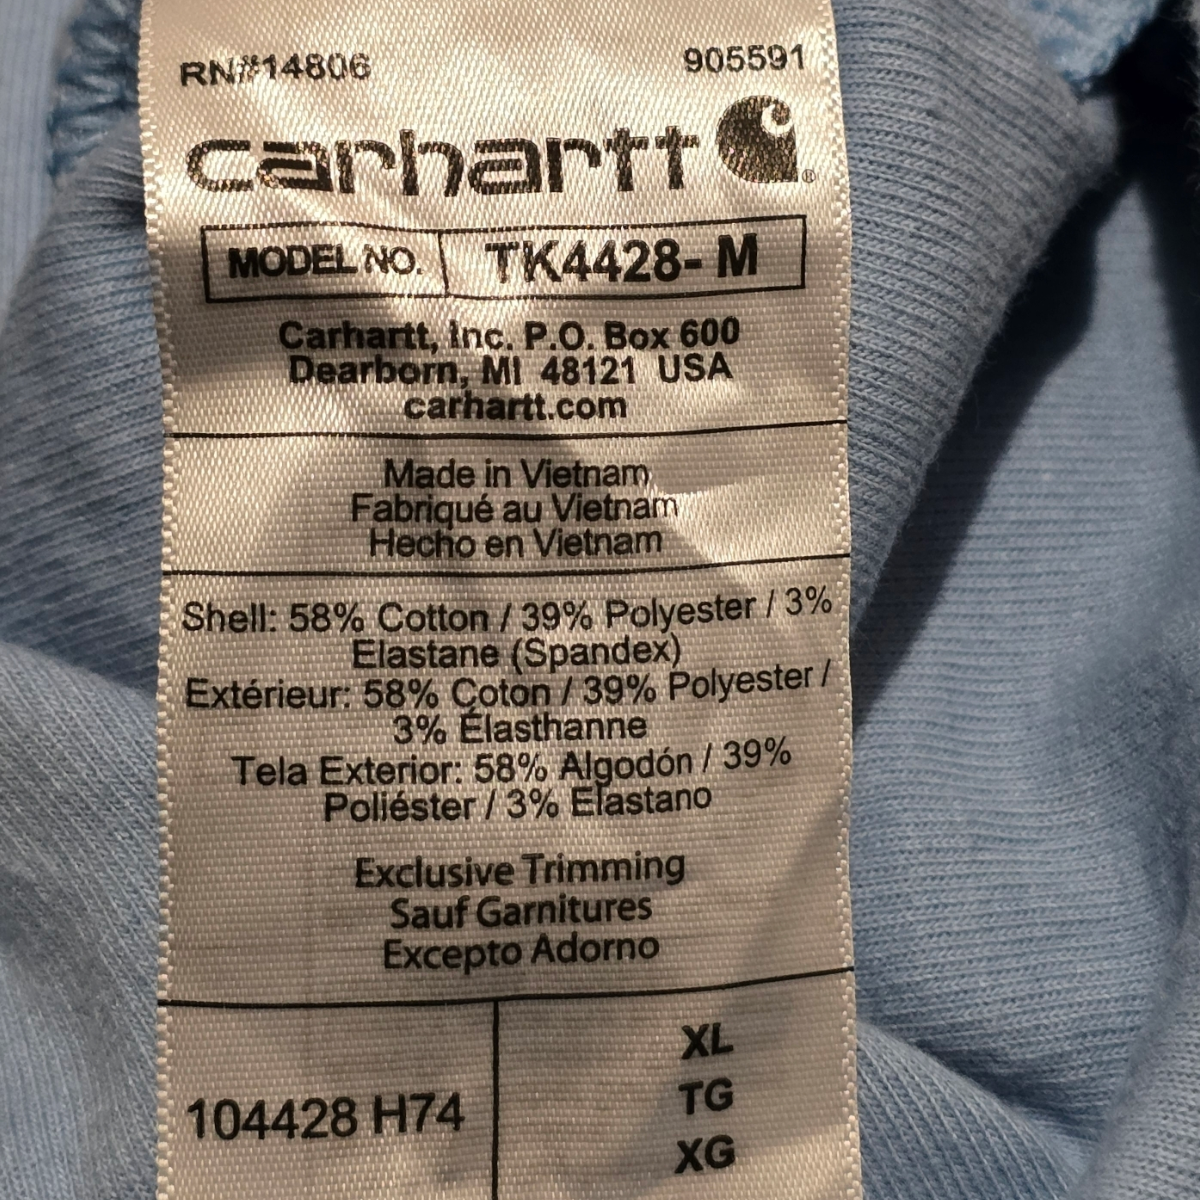 RN#14806 905591
carhartt ®
MODEL NO. TK4428- M
Carhartt, Inc. P.O. Box 600
Dearborn, MI 48121 USA
carhartt.com
Made in Vietnam
Fabriqué au Vietnam
Hecho en Vietnam
Shell: 58% Cotton / 39% Polyester / 3%
Elastane (Spandex)
Extérieur: 58% Coton / 39% Polyester /
3% Élasthanne
Tela Exterior: 58% Algodón / 39%
Poliéster / 3% Elastano
Exclusive Trimming
Sauf Garnitures
Excepto Adorno
104428 H74
XL
TG
XG